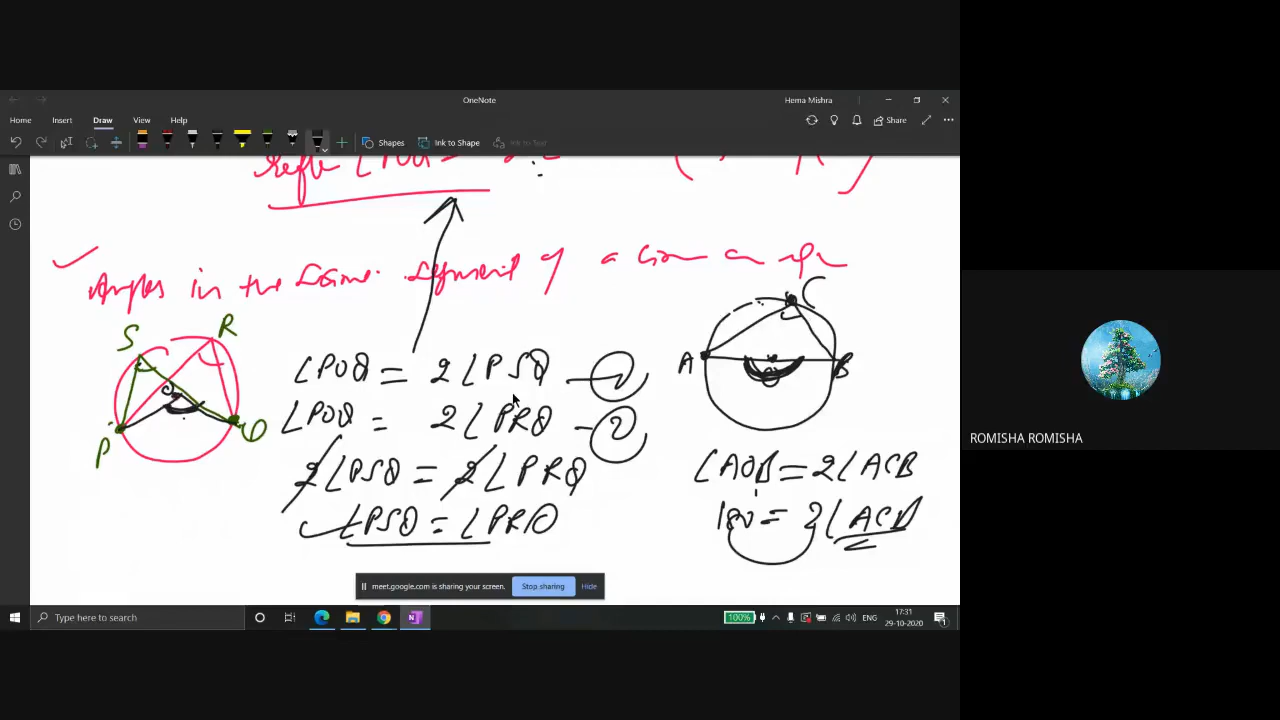 OneNote
Hema Mishra
Home Insert Draw View Help
Share
Shapes Ink to Shape Ink to Text
Angles in the same segment of a
S R
P Q
O
∠POQ = 2∠PSQ — 1
∠POQ = 2∠PRQ — 2
2∠PSQ = 2∠PRQ
∠PSQ = ∠PRQ
C
A B
O
∠AOB = 2∠ACB
180 = 2∠ACB
ROMISHA ROMISHA
meet.google.com is sharing your screen. Stop sharing Hide
Type here to search
100% ENG 17:31
29-10-2020